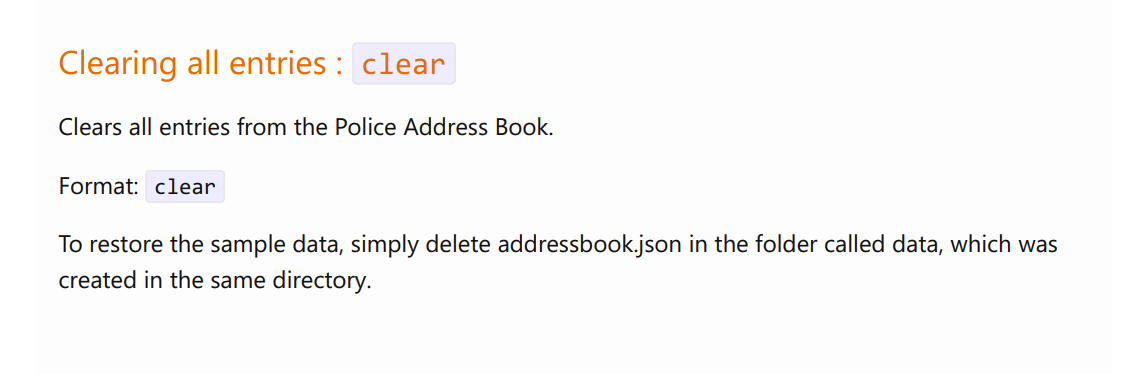 Clearing all entries : clear
Clears all entries from the Police Address Book.
Format: clear
To restore the sample data, simply delete addressbook.json in the folder called data, which was
created in the same directory.